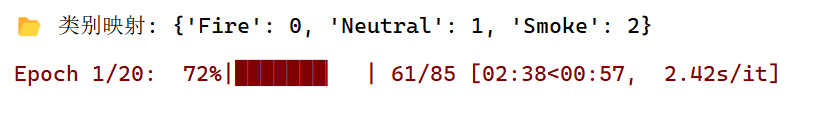 📂 类别映射: {'Fire': 0, 'Neutral': 1, 'Smoke': 2}
Epoch 1/20:  72%|███████   | 61/85 [02:38<00:57,  2.42s/it]